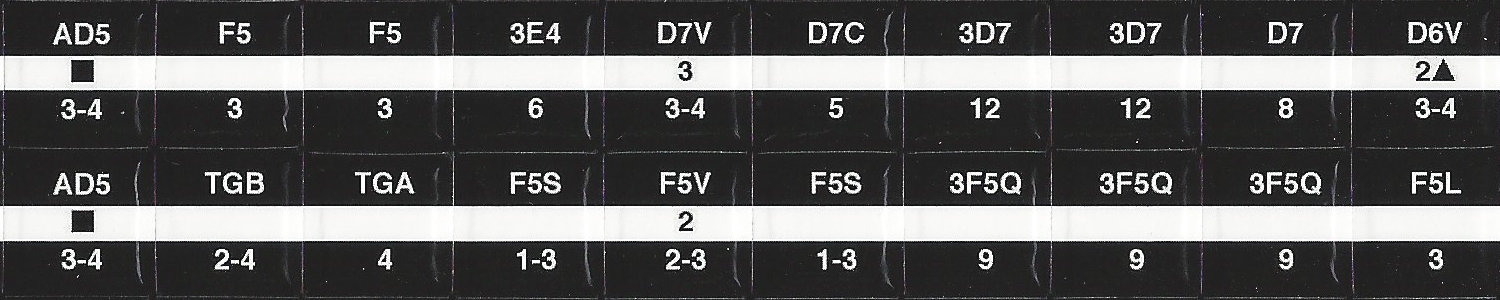 AD5 F5 F5 3E4 D7V D7C 3D7 3D7 D7 D6V
■ 3 2▲
3-4 3 3 6 3-4 5 12 12 8 3-4
AD5 TGB TGA F5S F5V F5S 3F5Q 3F5Q 3F5Q F5L
■ 2
3-4 2-4 4 1-3 2-3 1-3 9 9 9 3